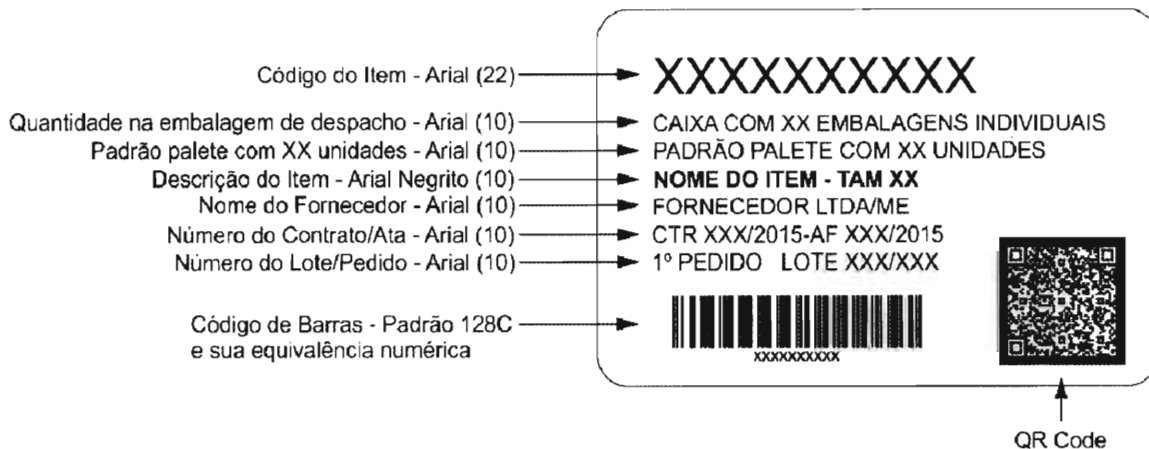 Código do Item - Arial (22)
XXXXXXXXXX
Quantidade na embalagem de despacho - Arial (10)
CAIXA COM XX EMBALAGENS INDIVIDUAIS
Padrão palete com XX unidades - Arial (10)
PADRÃO PALETE COM XX UNIDADES
Descrição do Item - Arial Negrito (10)
NOME DO ITEM - TAM XX
Nome do Fornecedor - Arial (10)
FORNECEDOR LTDA/ME
Número do Contrato/Ata - Arial (10)
CTR XXX/2015-AF XXX/2015
Número do Lote/Pedido - Arial (10)
1º PEDIDO LOTE XXX/XXX
Código de Barras - Padrão 128C
e sua equivalência numérica
XXXXXXXXXX
QR Code